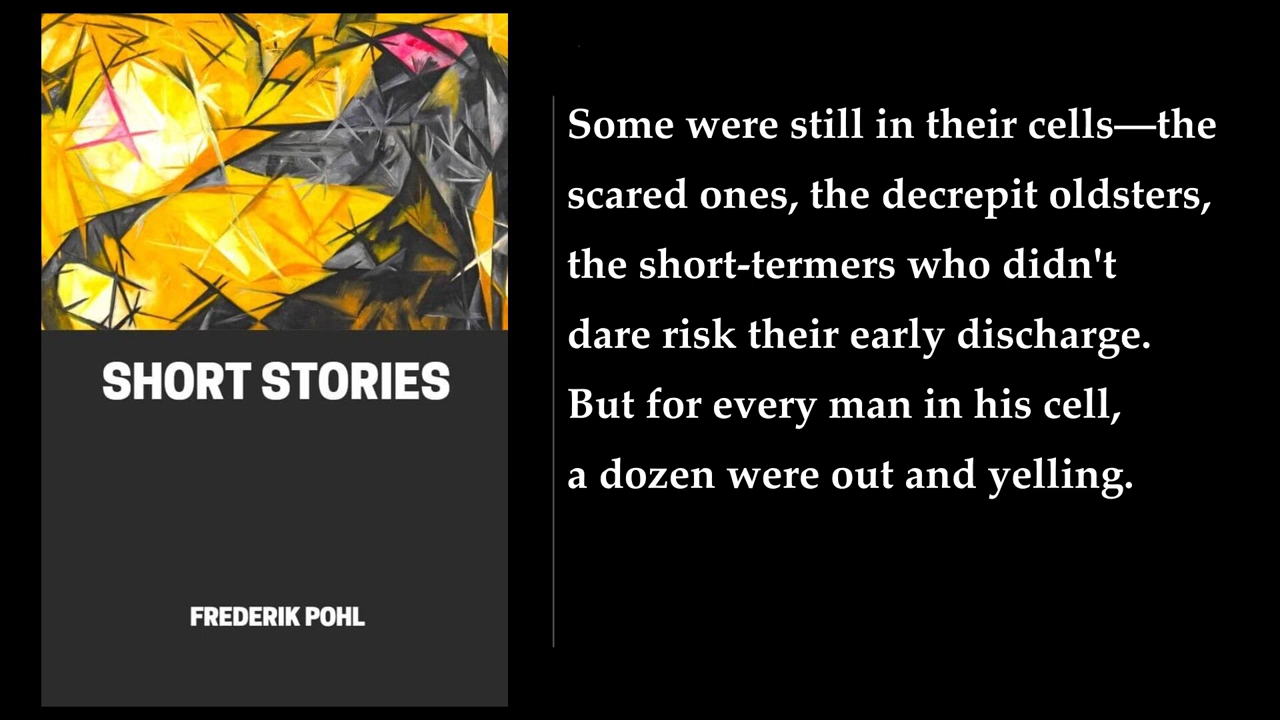 SHORT STORIES
FREDERIK POHL
Some were still in their cells—the
scared ones, the decrepit oldsters,
the short-termers who didn't
dare risk their early discharge.
But for every man in his cell,
a dozen were out and yelling.